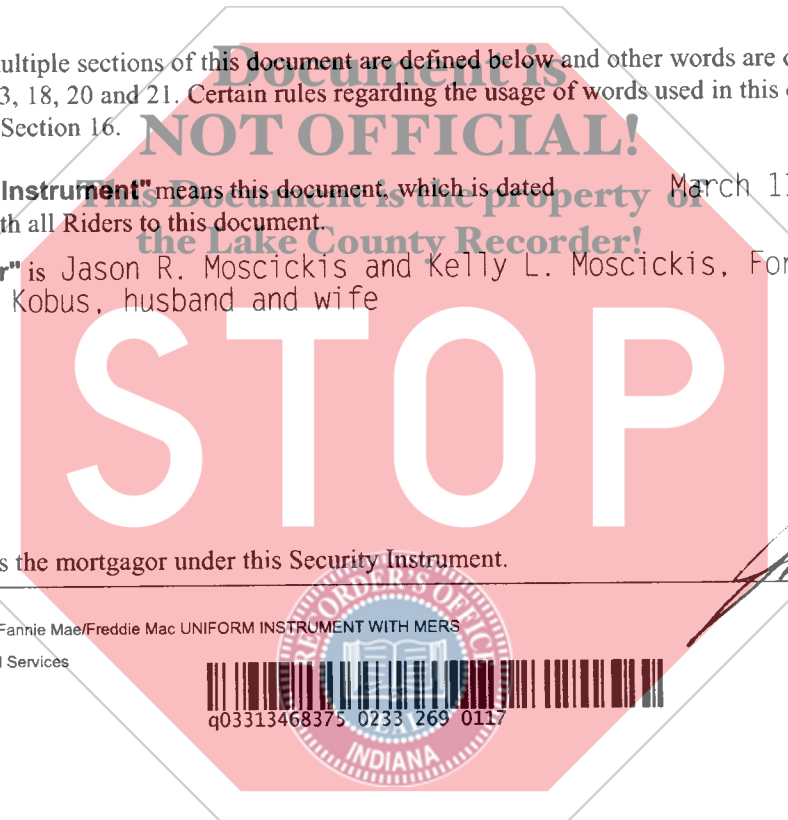 ultiple sections of this document are defined below and other words are
Document is
3, 18, 20 and 21. Certain rules regarding the usage of words used in this
Section 16.
NOT OFFICIAL!
Instrument" means this document, which is dated March 11
This Document is the property of
th all Riders to this document.
the Lake County Recorder!
r" is Jason R. Moscickis and Kelly L. Moscickis, For
Kobus, husband and wife
STOP
s the mortgagor under this Security Instrument.
Fannie Mae/Freddie Mac UNIFORM INSTRUMENT WITH MERS
l Services
RECORDER'S OFFICE
q03313468375 0233 269 0117
INDIANA